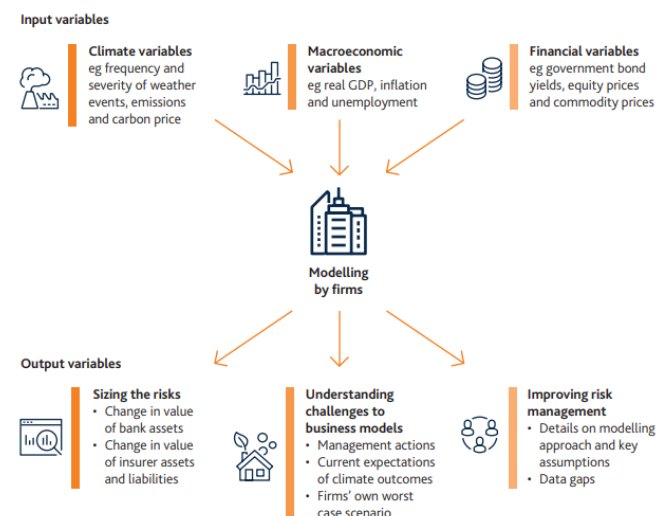 Input variables
Climate variables
eg frequency and
severity of weather
events, emissions
and carbon price
Macroeconomic
variables
eg real GDP, inflation
and unemployment
Financial variables
eg government bond
yields, equity prices
and commodity prices
Modelling
by firms
Output variables
Sizing the risks
• Change in value
of bank assets
• Change in value
of insurer assets
and liabilities
Understanding
challenges to
business models
• Management actions
• Current expectations
of climate outcomes
• Firms' own worst
case scenario
Improving risk
management
• Details on modelling
approach and key
assumptions
• Data gaps